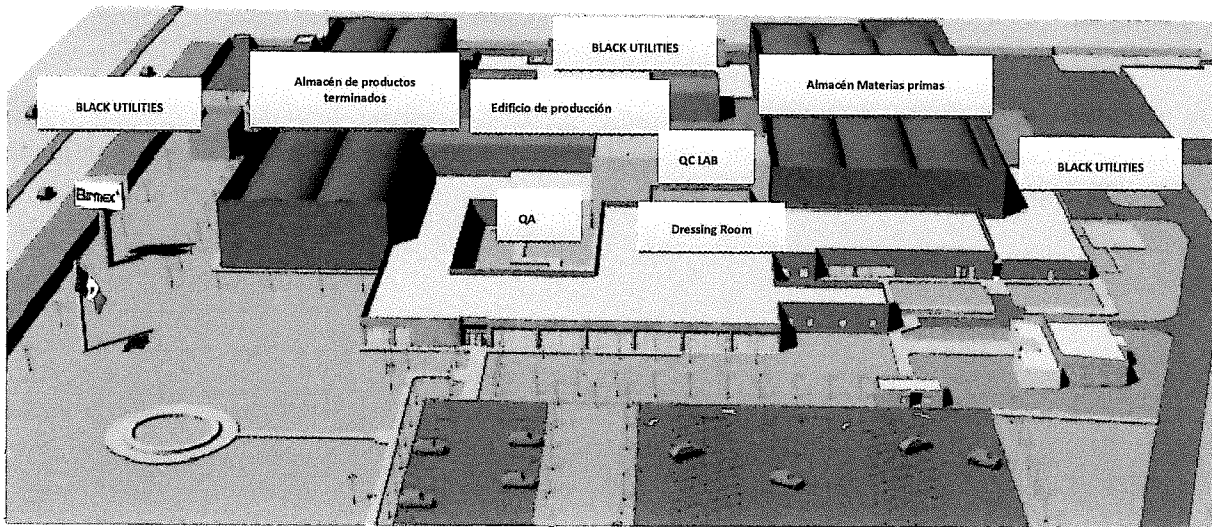 BLACK UTILITIES
Almacén de productos
terminados
BLACK UTILITIES
Edificio de producción
Almacén Materias primas
QC LAB
BLACK UTILITIES
Birmex
QA
Dressing Room